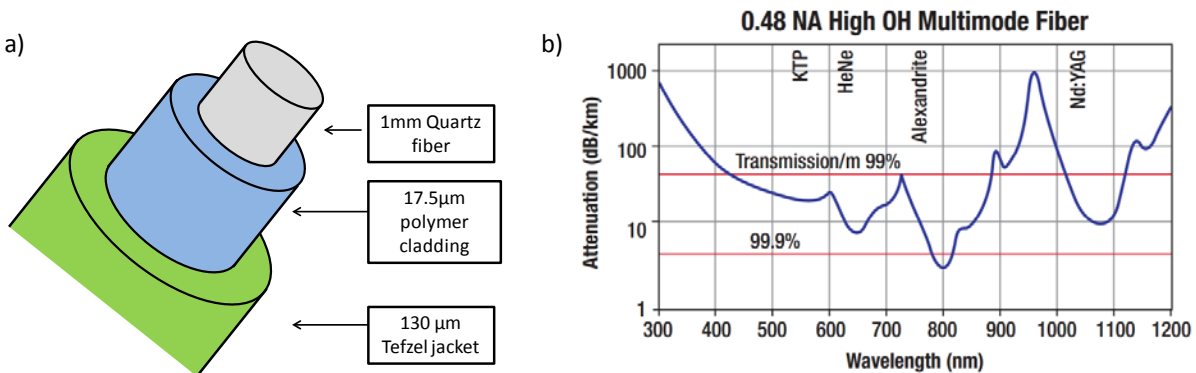 a)
1mm Quartz
fiber
17.5µm
polymer
cladding
130 µm
Tefzel jacket
b)
0.48 NA High OH Multimode Fiber
Attenuation (dB/km)
1000
100
10
1
KTP
HeNe
Alexandrite
Nd:YAG
Transmission/m 99%
99.9%
300 400 500 600 700 800 900 1000 1100 1200
Wavelength (nm)